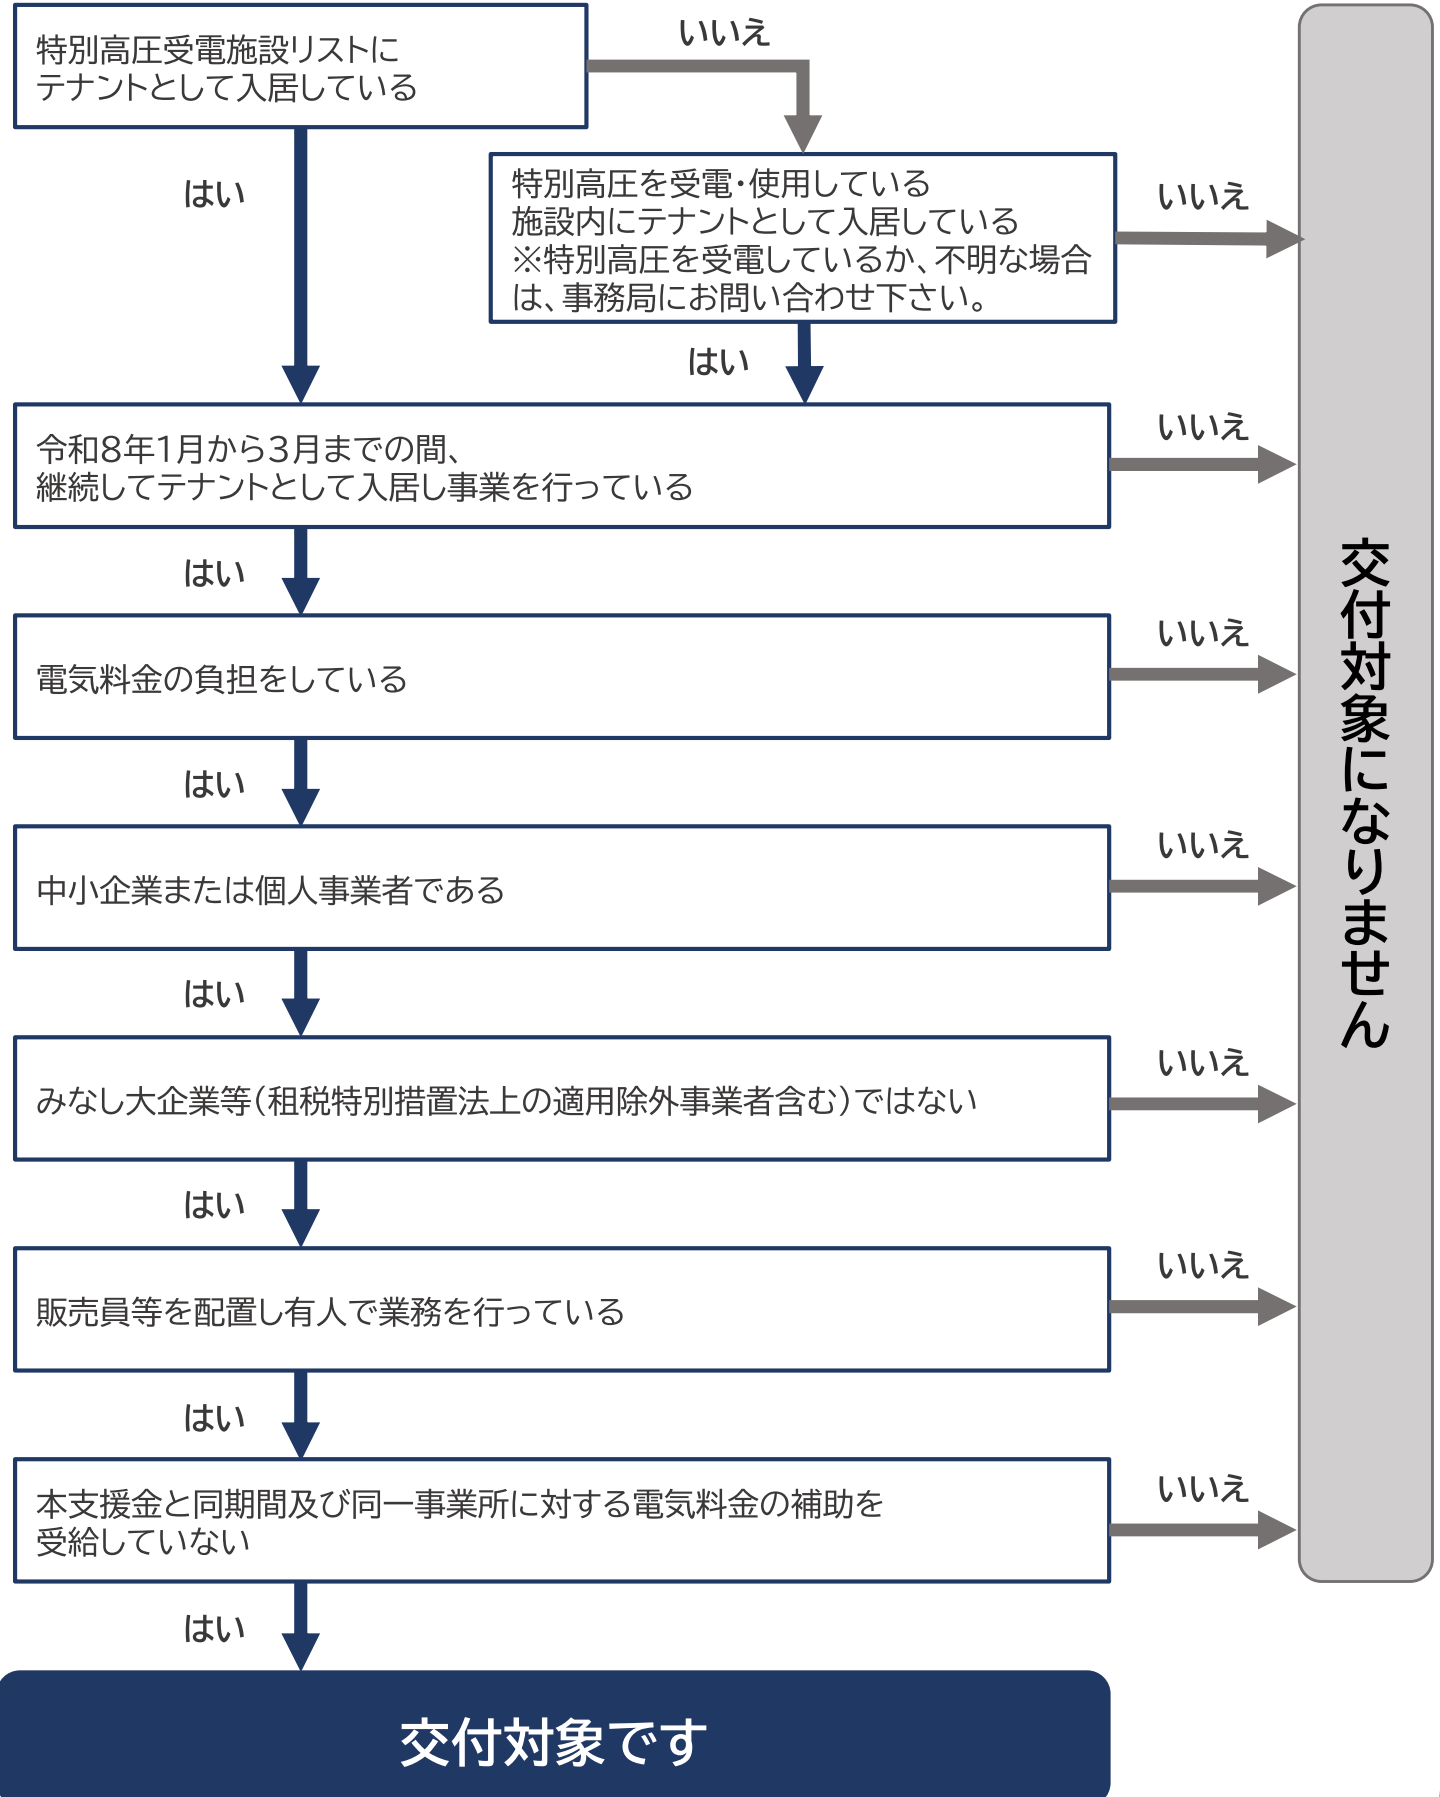 特別高圧受電施設リストに
テナントとして入居している
いいえ
はい
特別高圧を受電・使用している
施設内にテナントとして入居している
※特別高圧を受電しているか、不明な場合
は、事務局にお問い合わせ下さい。
いいえ
はい
令和8年1月から3月までの間、
継続してテナントとして入居し事業を行っている
いいえ
はい
電気料金の負担をしている
いいえ
はい
中小企業または個人事業者である
いいえ
はい
みなし大企業等(租税特別措置法上の適用除外事業者含む)ではない
いいえ
はい
販売員等を配置し有人で業務を行っている
いいえ
はい
本支援金と同期間及び同一事業所に対する電気料金の補助を
受給していない
いいえ
はい
交付対象です
交付対象になりません